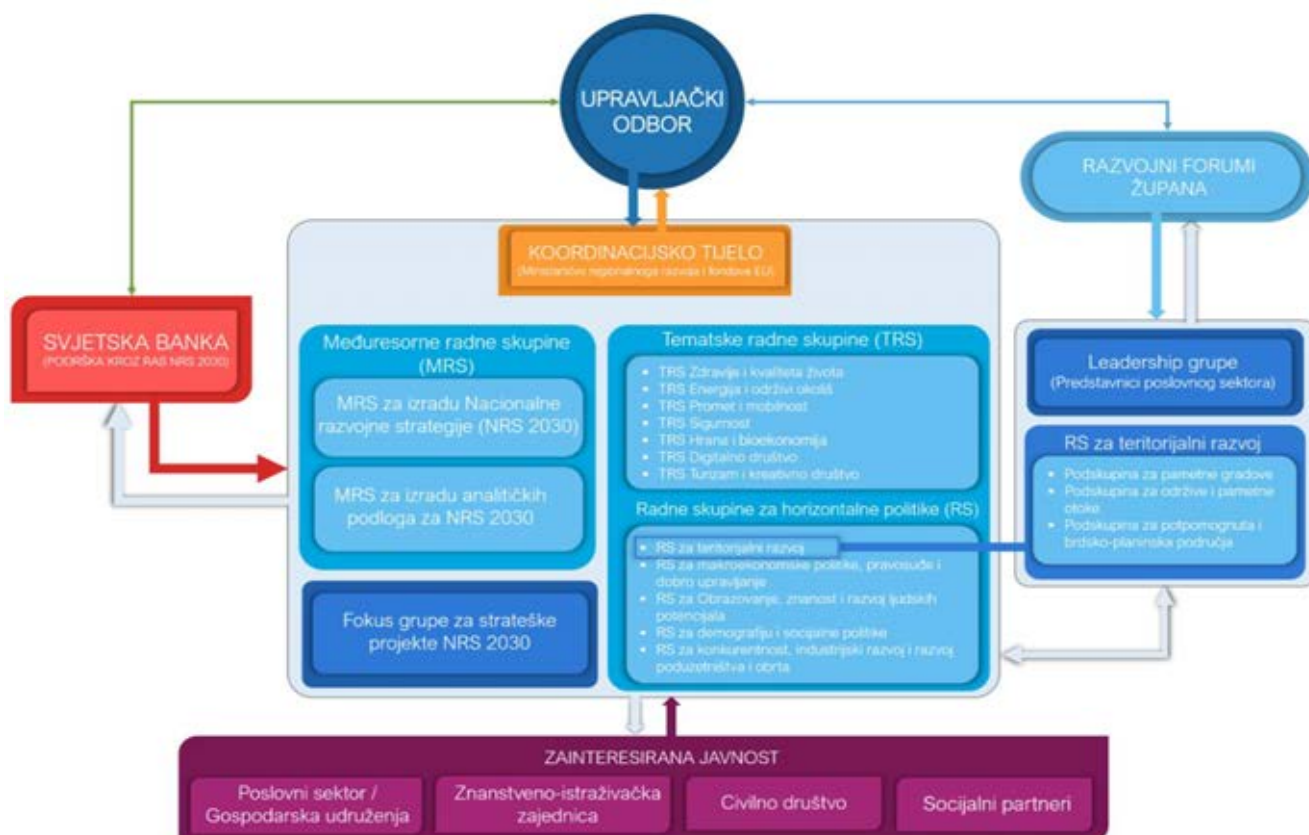 UPRAVLJAČKI
ODBOR
RAZVOJNI FORUMI
ŽUPANA
KOORDINACIJSKO TIJELO
(Ministarstvo regionalnoga razvoja i fondova EU)
SVJETSKA BANKA
(PODRŠKA KROZ RAS NRS 2030)
Međuresorne radne skupine
(MRS)
MRS za izradu Nacionalne
razvojne strategije (NRS 2030)
MRS za izradu analitičkih
podloga za NRS 2030
Fokus grupe za strateške
projekte NRS 2030
Tematske radne skupine (TRS)
• TRS Zdravlje i kvaliteta života
• TRS Energija i održivi okoliš
• TRS Promet i mobilnost
• TRS Sigurnost
• TRS Hrana i bioekonomija
• TRS Digitalno društvo
• TRS Turizam i kreativno društvo
Radne skupine za horizontalne politike (RS)
• RS za teritorijalni razvoj
• RS za makroekonomske politike, pravosuđe i
dobro upravljanje
• RS za Obrazovanje, znanost i razvoj ljudskih
potencijala
• RS za demografiju i socijalne politike
• RS za konkurentnost, industrijski razvoj i razvoj
poduzetništva i obrta
Leadership grupe
(Predstavnici poslovnog sektora)
RS za teritorijalni razvoj
• Podskupina za pametne gradove
• Podskupina za održive i pametne
otoke
• Podskupina za potpomognuta i
brdsko-planinska područja
ZAINTERESIRANA JAVNOST
Poslovni sektor /
Gospodarska udruženja
Znanstveno-istraživačka
zajednica
Civilno društvo
Socijalni partneri